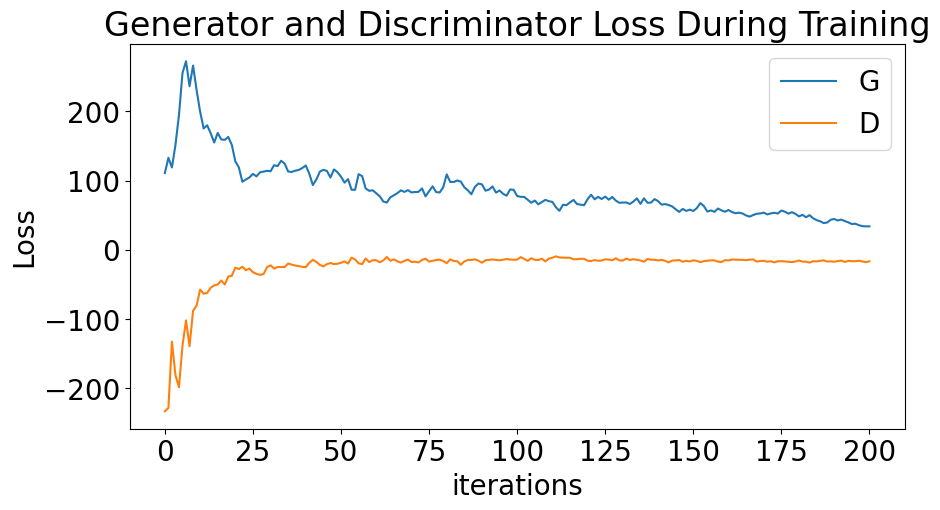 Generator and Discriminator Loss During Training
G
D
Loss
200
100
0
−100
−200
0 25 50 75 100 125 150 175 200
iterations